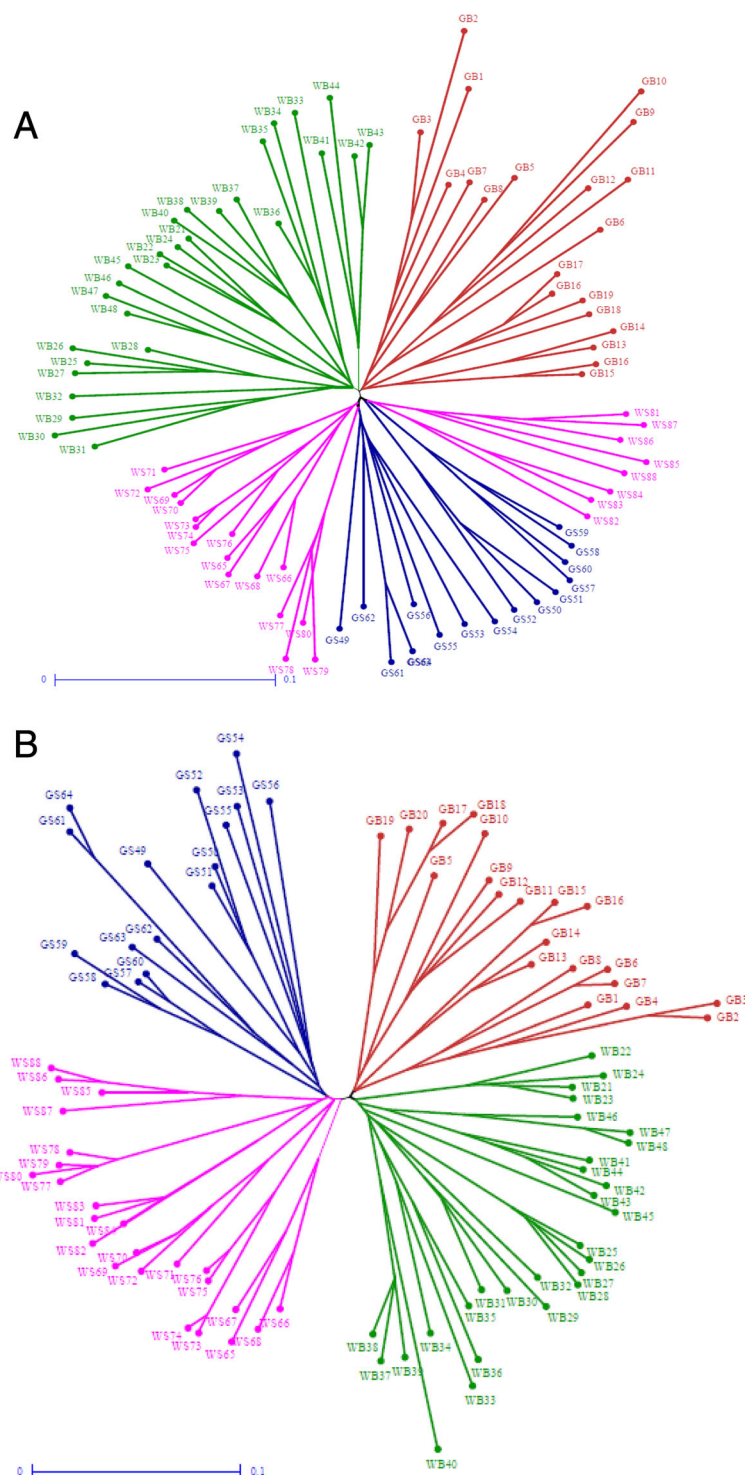 A
GB2
GB1
GB10
WB44
WB33
WB34
GB9
WB35
WB41
WB43
GB3
WB42
GB7
GB5
GB4
GB12
GB11
GB8
WB37
WB38
WB39
WB40
WB36
GB6
WB21
WB24
WB22
WB23
WB45
GB17
WB46
GB16
WB47
GB19
WB48
GB18
GB14
WB26
WB28
GB13
WB25
GB16
WB27
GB15
WB32
WB29
WS81
WS87
WB30
WB31
WS86
WS71
WS85
WS88
WS72
WS69
WS84
WS70
WS83
WS73
WS82
WS74
GS59
WS76
WS75
GS58
WS65
GS60
WS67
WS68
WS66
GS57
GS51
GS50
GS56
WS77
GS62
GS52
WS80
GS49
GS53
GS54
GS55
WS78
WS79
GS61
0
0.1
B
GS54
GS52
GS56
GS53
GS64
GS55
GB19
GB20
GB17
GB18
GB10
GS61
GS49
GS50
GS51
GB5
GB9
GB12
GB11
GB15
GB16
GS62
GS63
GS59
GS60
GS57
GS58
GB14
GB13
GB8
GB6
GB7
GB1
GB4
GB3
GB2
WS88
WS86
WS85
WS87
WB22
WB24
WB21
WB23
WB46
WB47
WB48
WS78
WS79
WS80
WS77
WB41
WB44
WB42
WB43
WB45
WS83
WS81
WS84
WS82
WS70
WS69
WS72
WS71
WS76
WS75
WB25
WB26
WB27
WB28
WB32
WB31
WB30
WB29
WB35
WS67
WS66
WS74
WS73
WS68
WS65
WB38
WB34
WB37
WB39
WB36
WB33
WB40
0
0.1